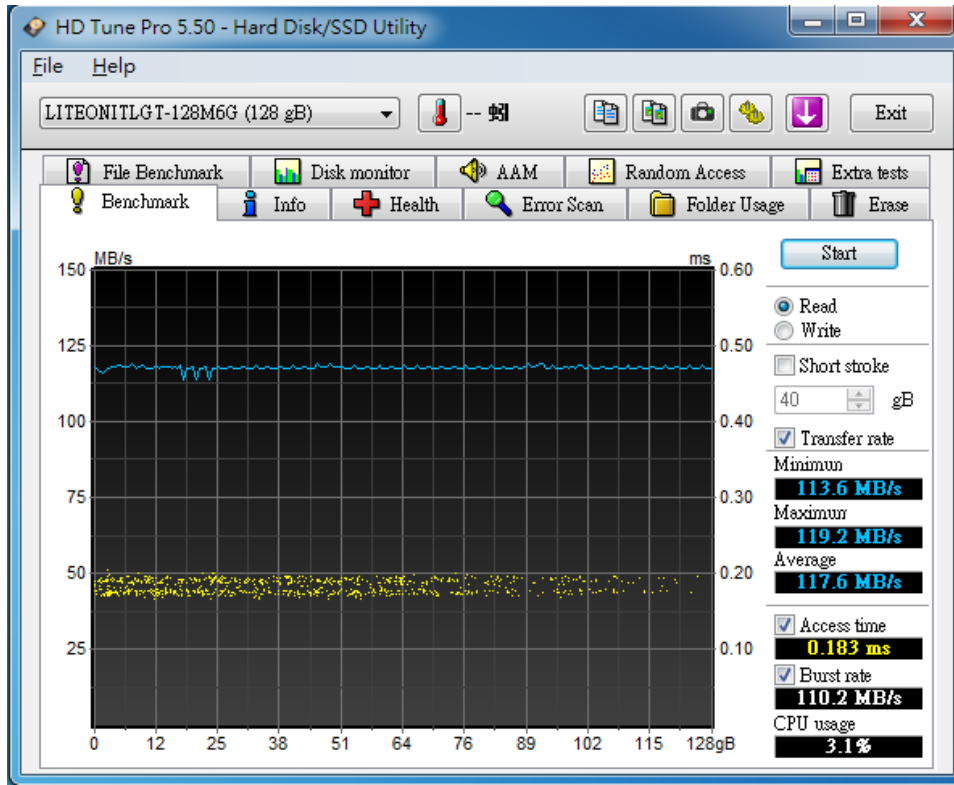 HD Tune Pro 5.50 - Hard Disk/SSD Utility
File Help
LITEONITLGT-128M6G (128 gB) -- 蚓 Exit
File Benchmark Disk monitor AAM Random Access Extra tests
Benchmark Info Health Error Scan Folder Usage Erase
Start
MB/s ms
150 0.60
Read
Write
125 0.50
Short stroke
40 gB
100 0.40
Transfer rate
Minimun
113.6 MB/s
75 0.30
Maximun
119.2 MB/s
Average
50 0.20
117.6 MB/s
Access time
25 0.10
0.183 ms
Burst rate
110.2 MB/s
CPU usage
0 12 25 38 51 64 76 89 102 115 128gB
3.1%